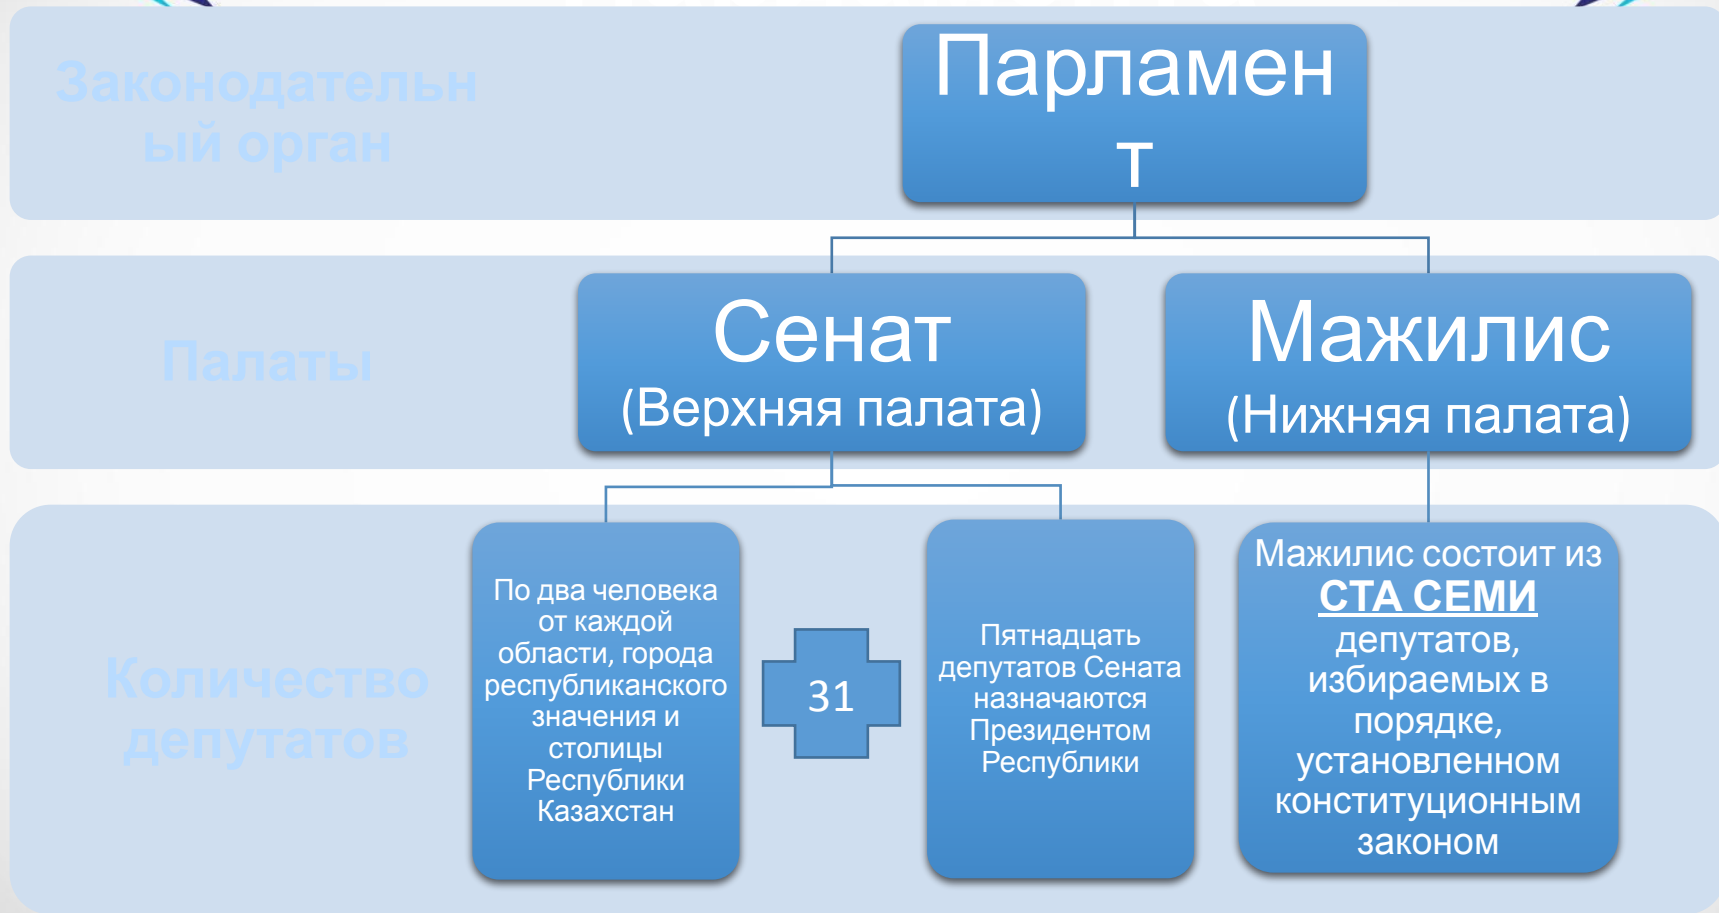 Законодательн
ый орган
Парламен
т
Палаты
Сенат
(Верхняя палата)
Мажилис
(Нижняя палата)
Количество
депутатов
По два человека
от каждой
области, города
республиканского
значения и
столицы
Республики
Казахстан
31
Пятнадцать
депутатов Сената
назначаются
Президентом
Республики
Мажилис состоит из
СТА СЕМИ
депутатов,
избираемых в
порядке,
установленном
конституционным
законом